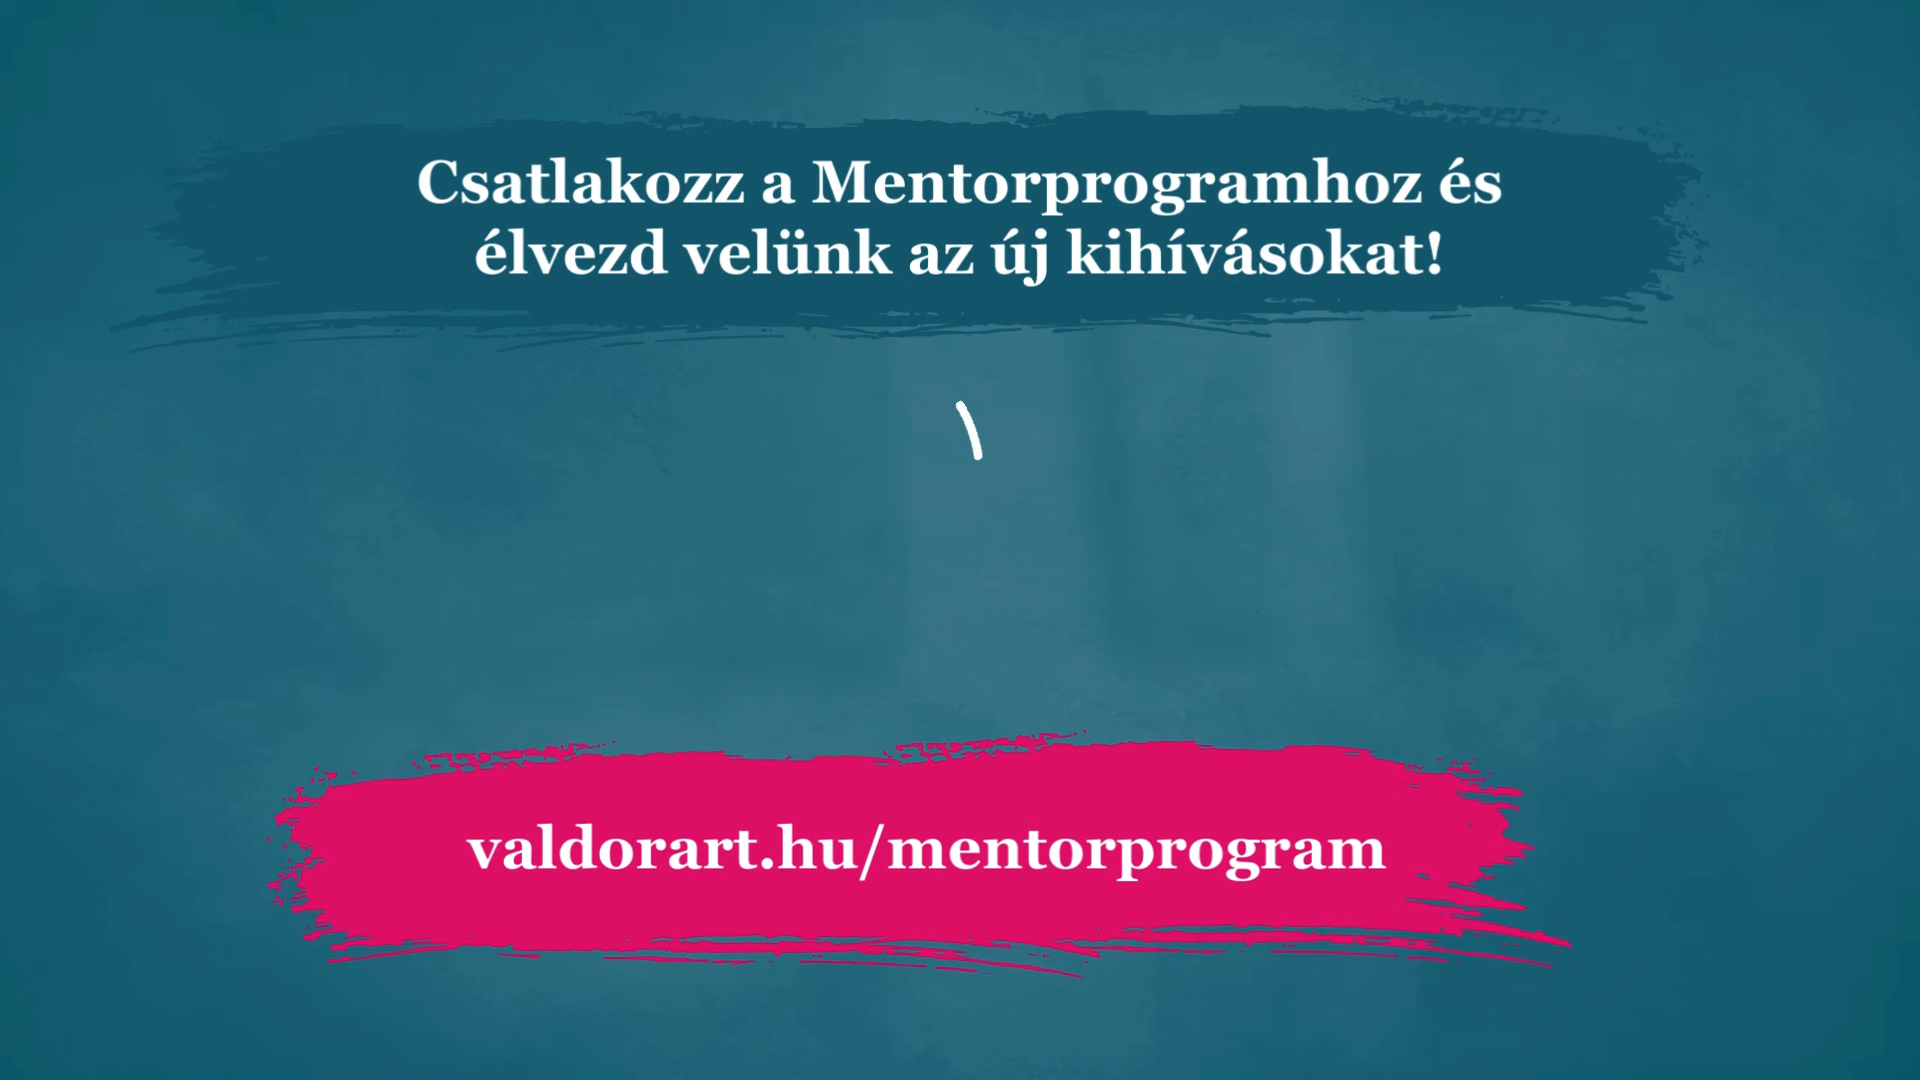 Csatlakozz a Mentorprogramhoz és
élvezd velünk az új kihívásokat!
valdorart.hu/mentorprogram